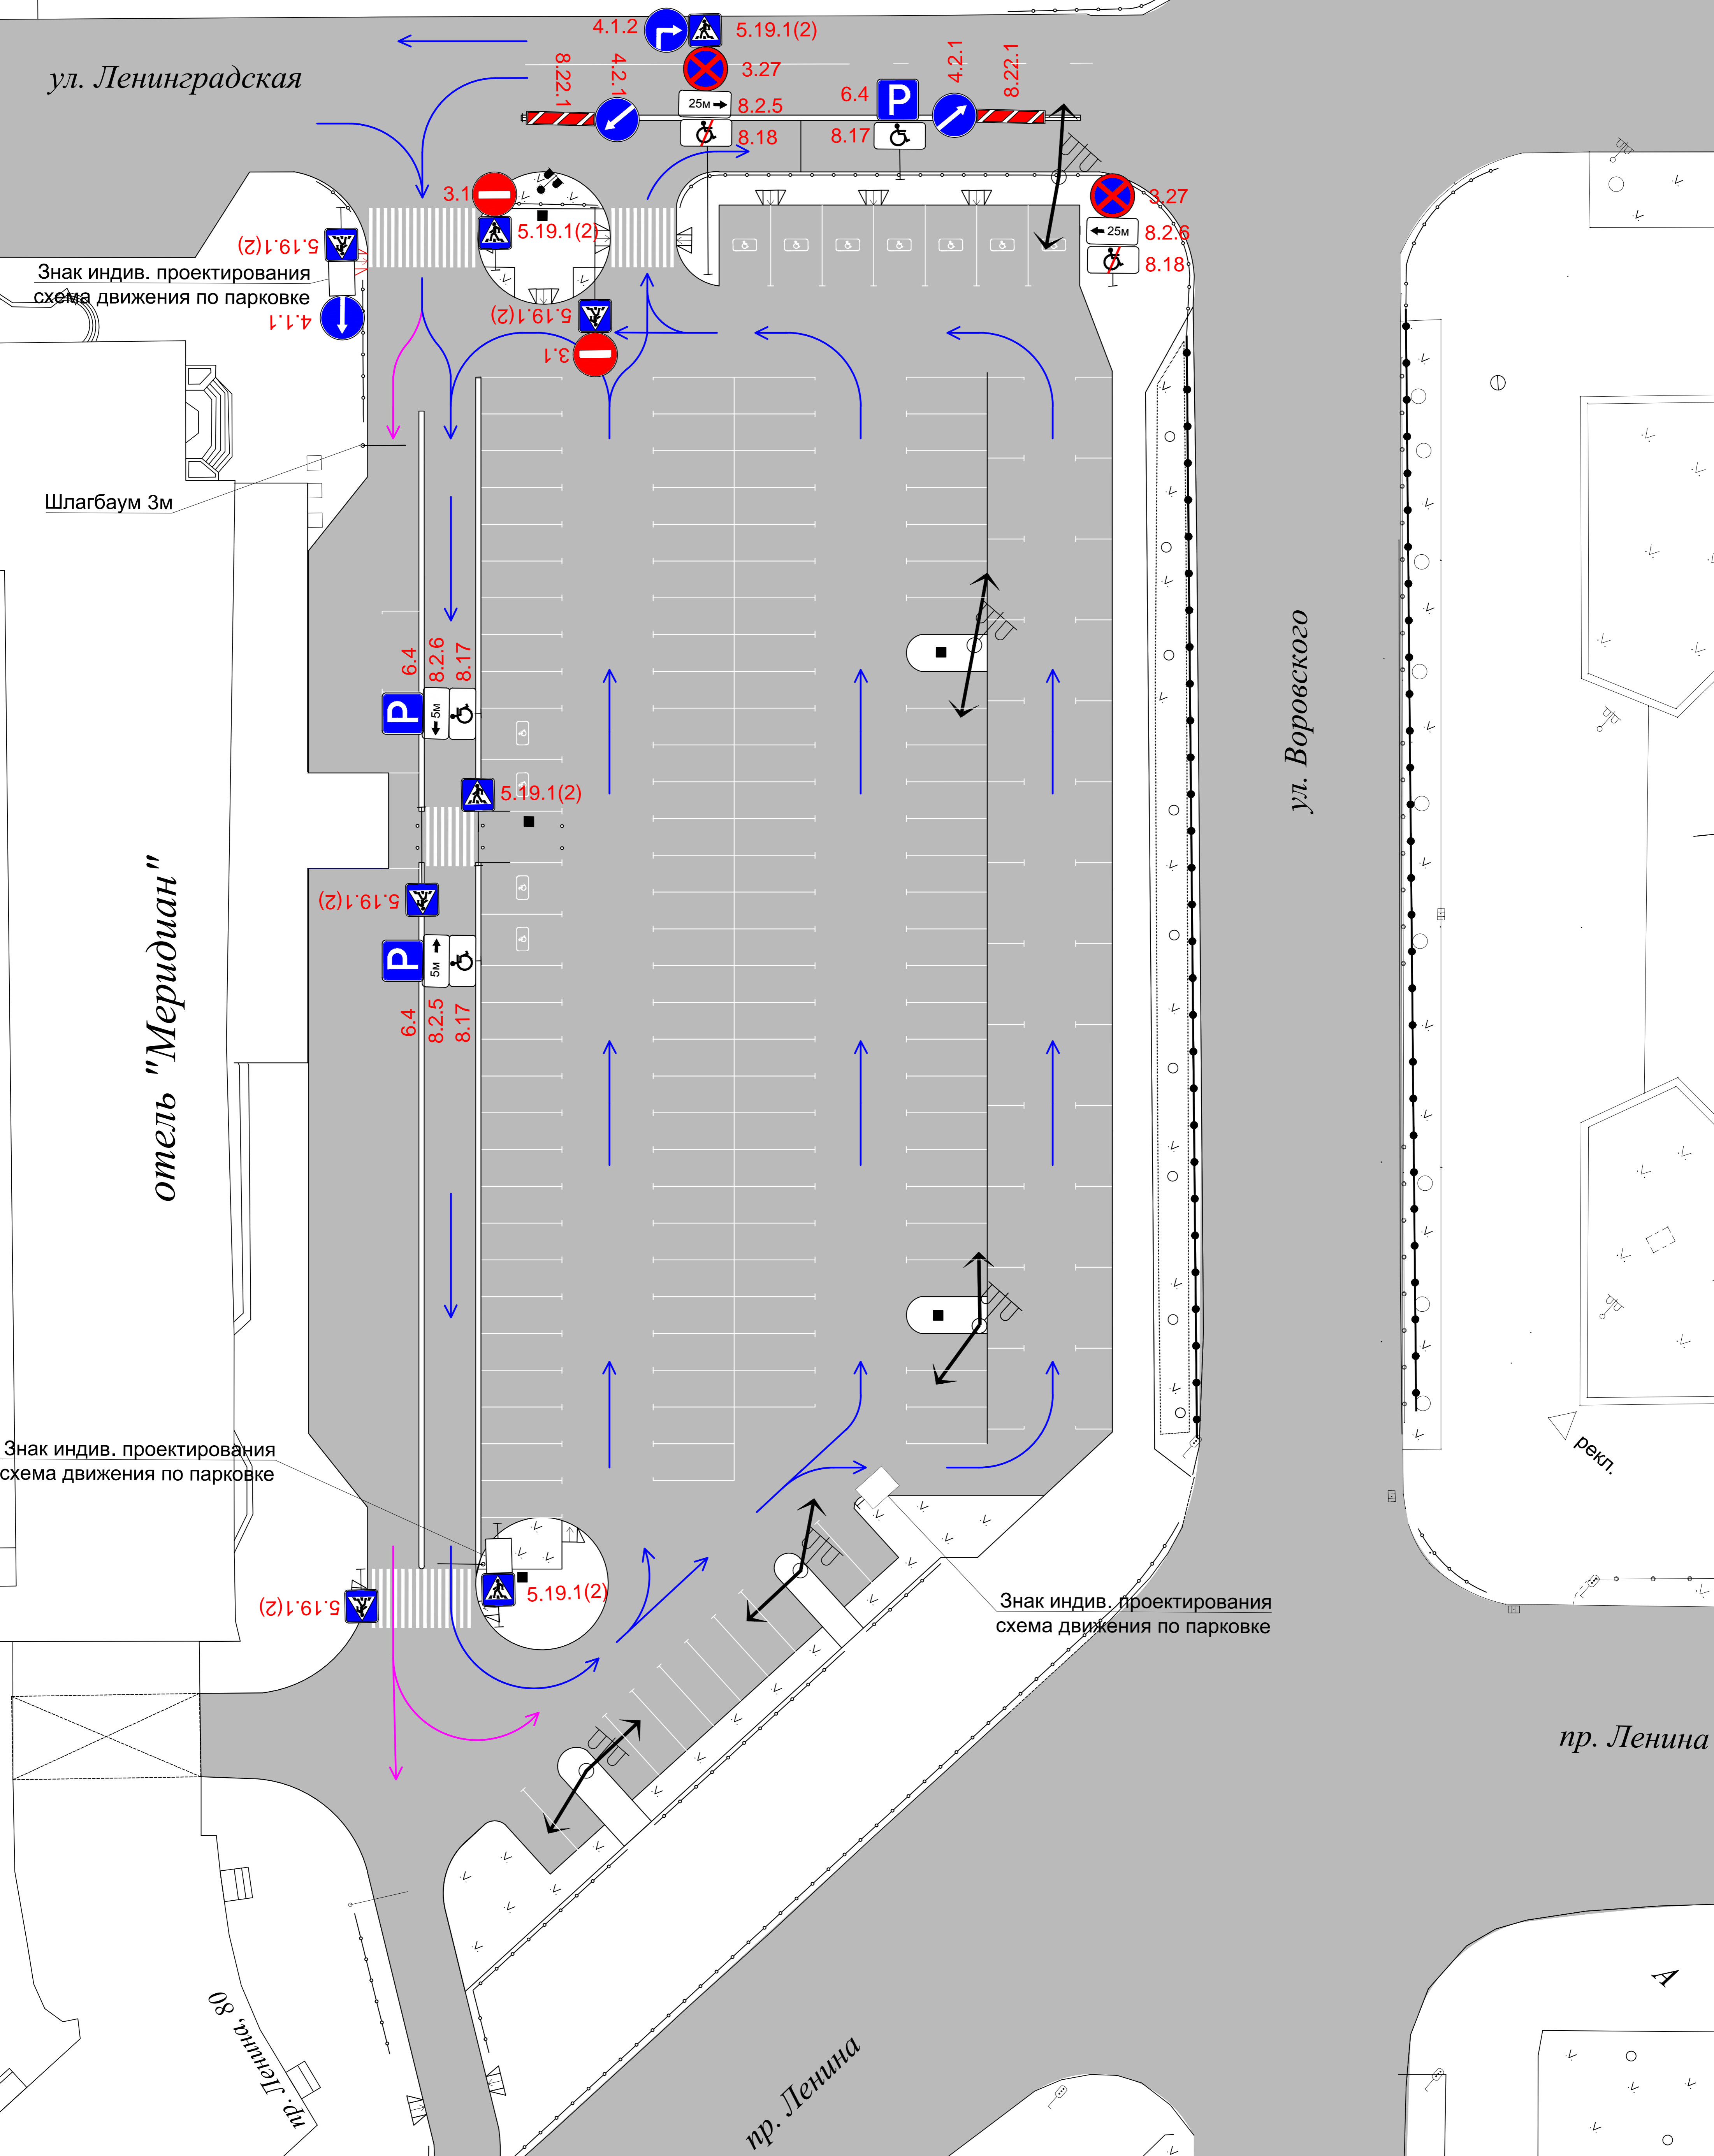 4.1.2
5.19.1(2)
ул. Ленинградская
8.22.1
4.2.1
3.27
25м
8.2.5
8.18
6.4
P
8.17
4.2.1
8.22.1
3.1
5.19.1(2)
3.27
25м
8.2.6
8.18
5.19.1(2)
Знак индив. проектирования
схема движения по парковке
4.1.1
5.19.1(2)
3.1
Шлагбаум 3м
6.4
8.2.6
8.17
P
5м
5.19.1(2)
ул. Воровского
отель "Меридиан"
5.19.1(2)
P
5м
6.4
8.2.5
8.17
Знак индив. проектирования
схема движения по парковке
рекл.
5.19.1(2)
5.19.1(2)
Знак индив. проектирования
схема движения по парковке
пр. Ленина
А
пр. Ленина, 80
пр. Ленина